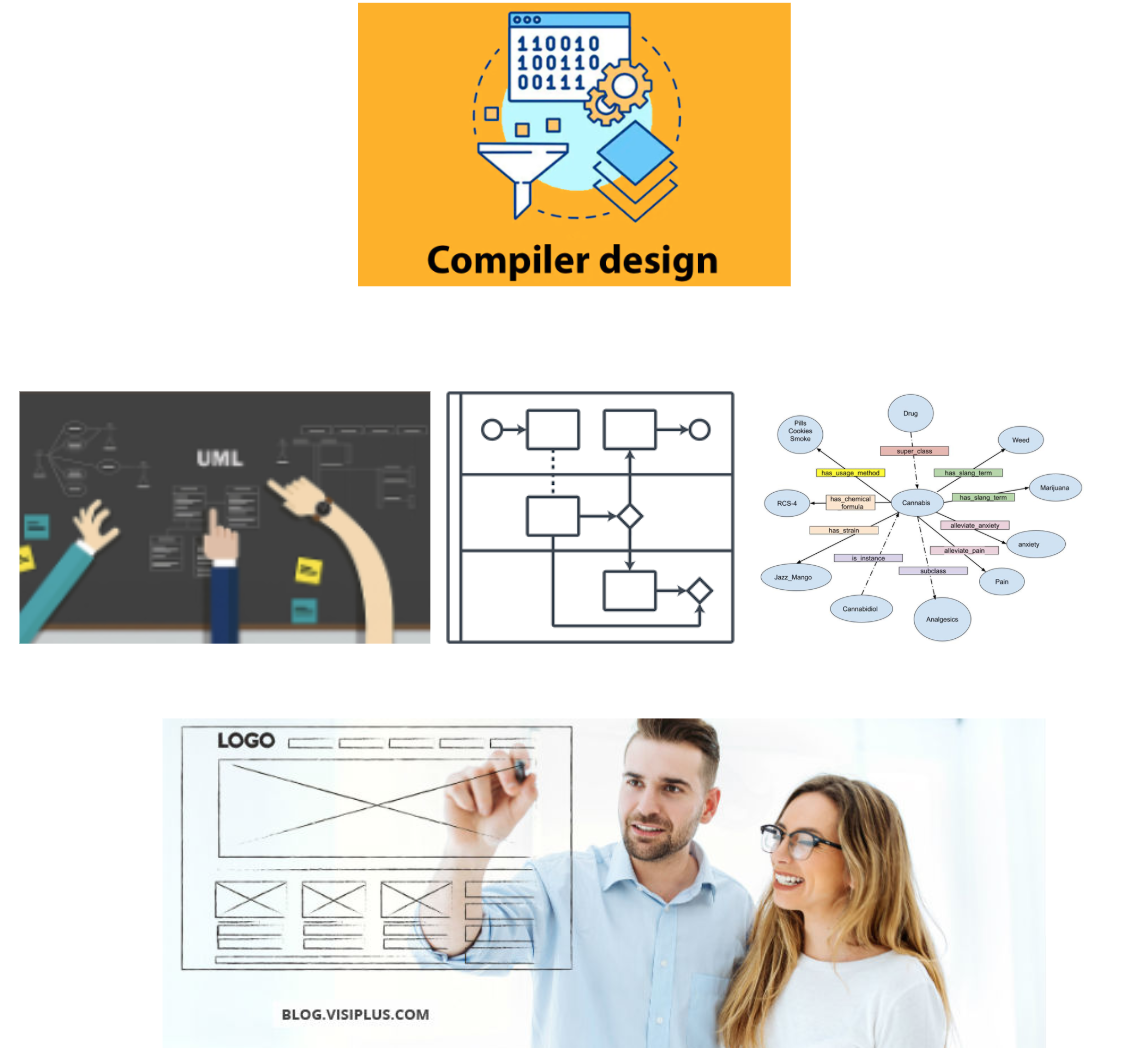 110010
100110
00111
Compiler design
UML
Drug
Pills
Cookies
Smoke
Weed
super_class
has_usage_method
has_slang_term
Marijuana
RCS-4
has_chemical
formula
Cannabis
has_slang_term
alleviate_anxiety
has_strain
anxiety
alleviate_pain
is_instance
subclass
Jazz_Mango
Pain
Cannabidiol
Analgesics
LOGO
BLOG.VISIPLUS.COM